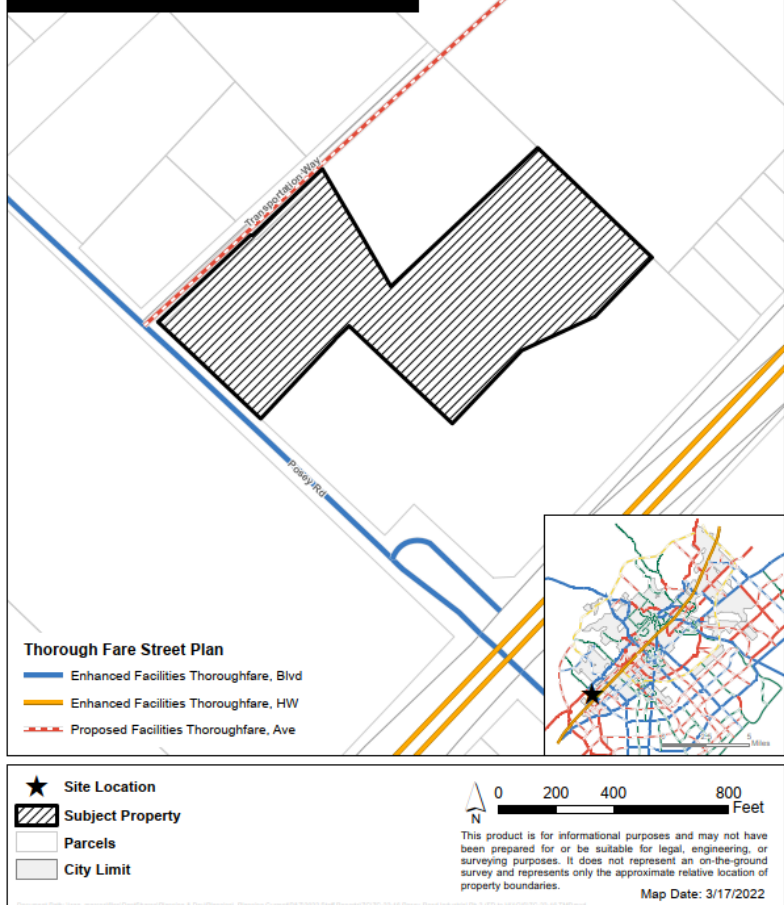 Transportation Way
Posey Rd
Thorough Fare Street Plan
Enhanced Facilities Thoroughfare, Blvd
Enhanced Facilities Thoroughfare, HW
Proposed Facilities Thoroughfare, Ave
5
Miles
Site Location
Subject Property
Parcels
City Limit
N
0 200 400 800
Feet
This product is for informational purposes and may not have
been prepared for or be suitable for legal, engineering, or
surveying purposes. It does not represent an on-the-ground
survey and represents only the approximate relative location of
property boundaries.
Map Date: 3/17/2022